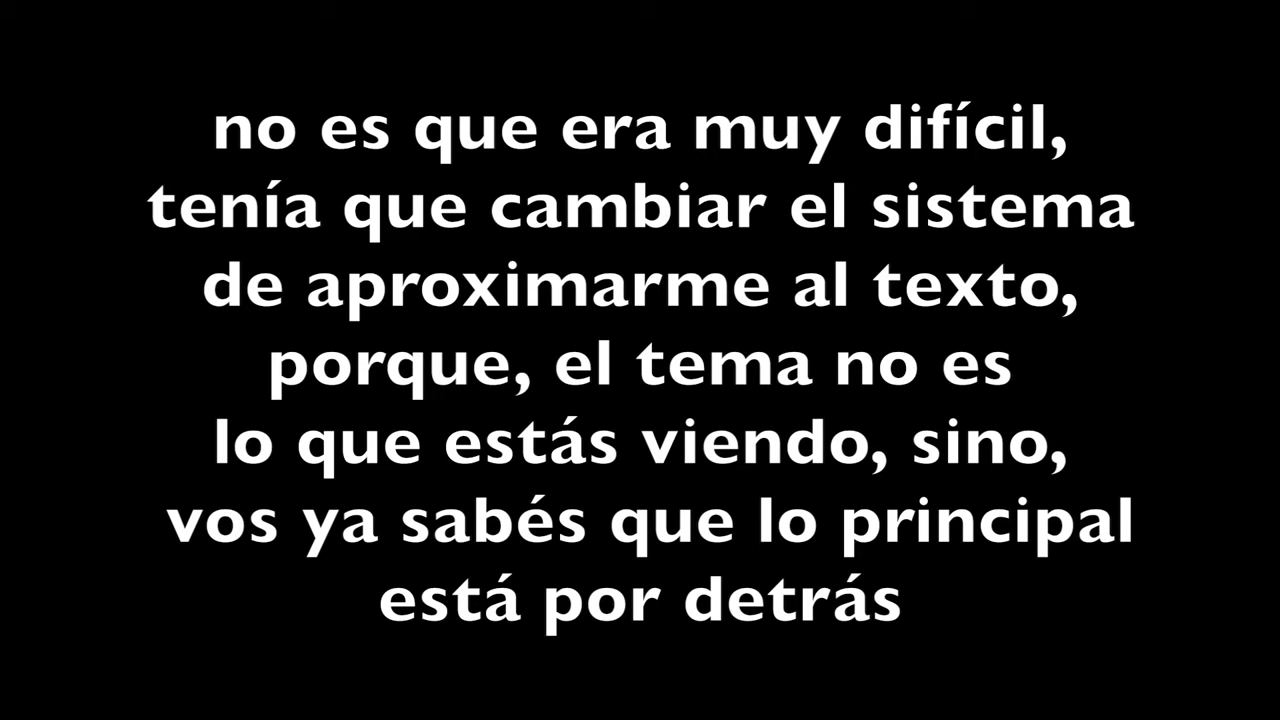 no es que era muy difícil,
tenía que cambiar el sistema
de aproximarme al texto,
porque, el tema no es
lo que estás viendo, sino,
vos ya sabés que lo principal
está por detrás